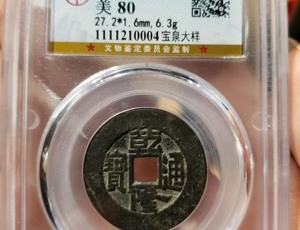 美 80
27.2*1.6mm,6.3g
1111210004 宝泉大样
★ 文物鉴定委员会监制 ★
乾隆通寳